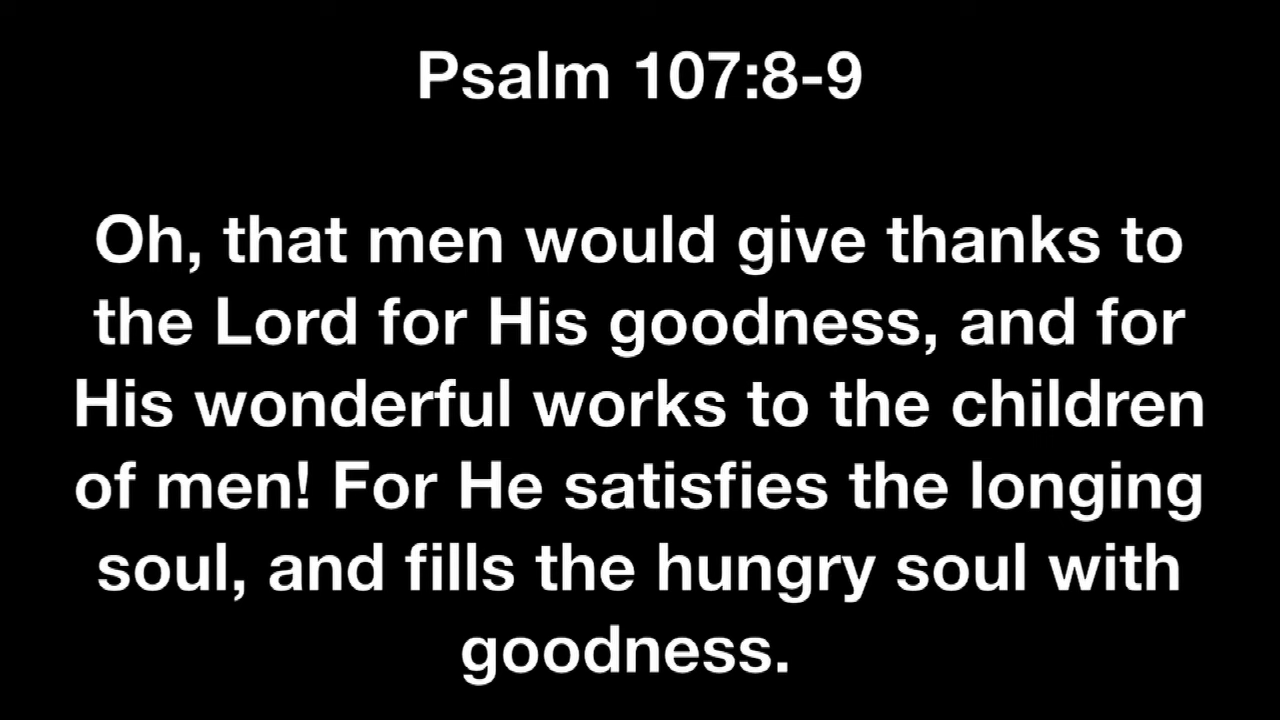 Psalm 107:8-9
Oh, that men would give thanks to
the Lord for His goodness, and for
His wonderful works to the children
of men! For He satisfies the longing
soul, and fills the hungry soul with
goodness.